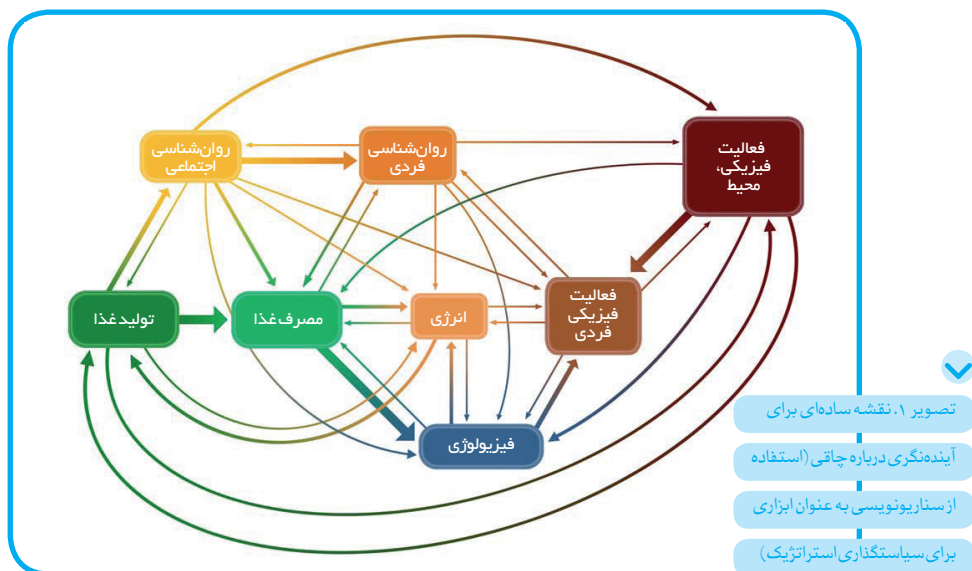 فعالیت
فیزیکی،
محیط
روان‌شناسی
فردی
روان‌شناسی
اجتماعی
فعالیت
فیزیکی
فردی
انرژی
مصرف غذا
تولید غذا
فیزیولوژی
تصویر ۱. نقشه ساده‌ای برای
آینده‌نگری درباره چاقی (استفاده
از سناریونویسی به عنوان ابزاری
برای سیاستگذاری استراتژیک)